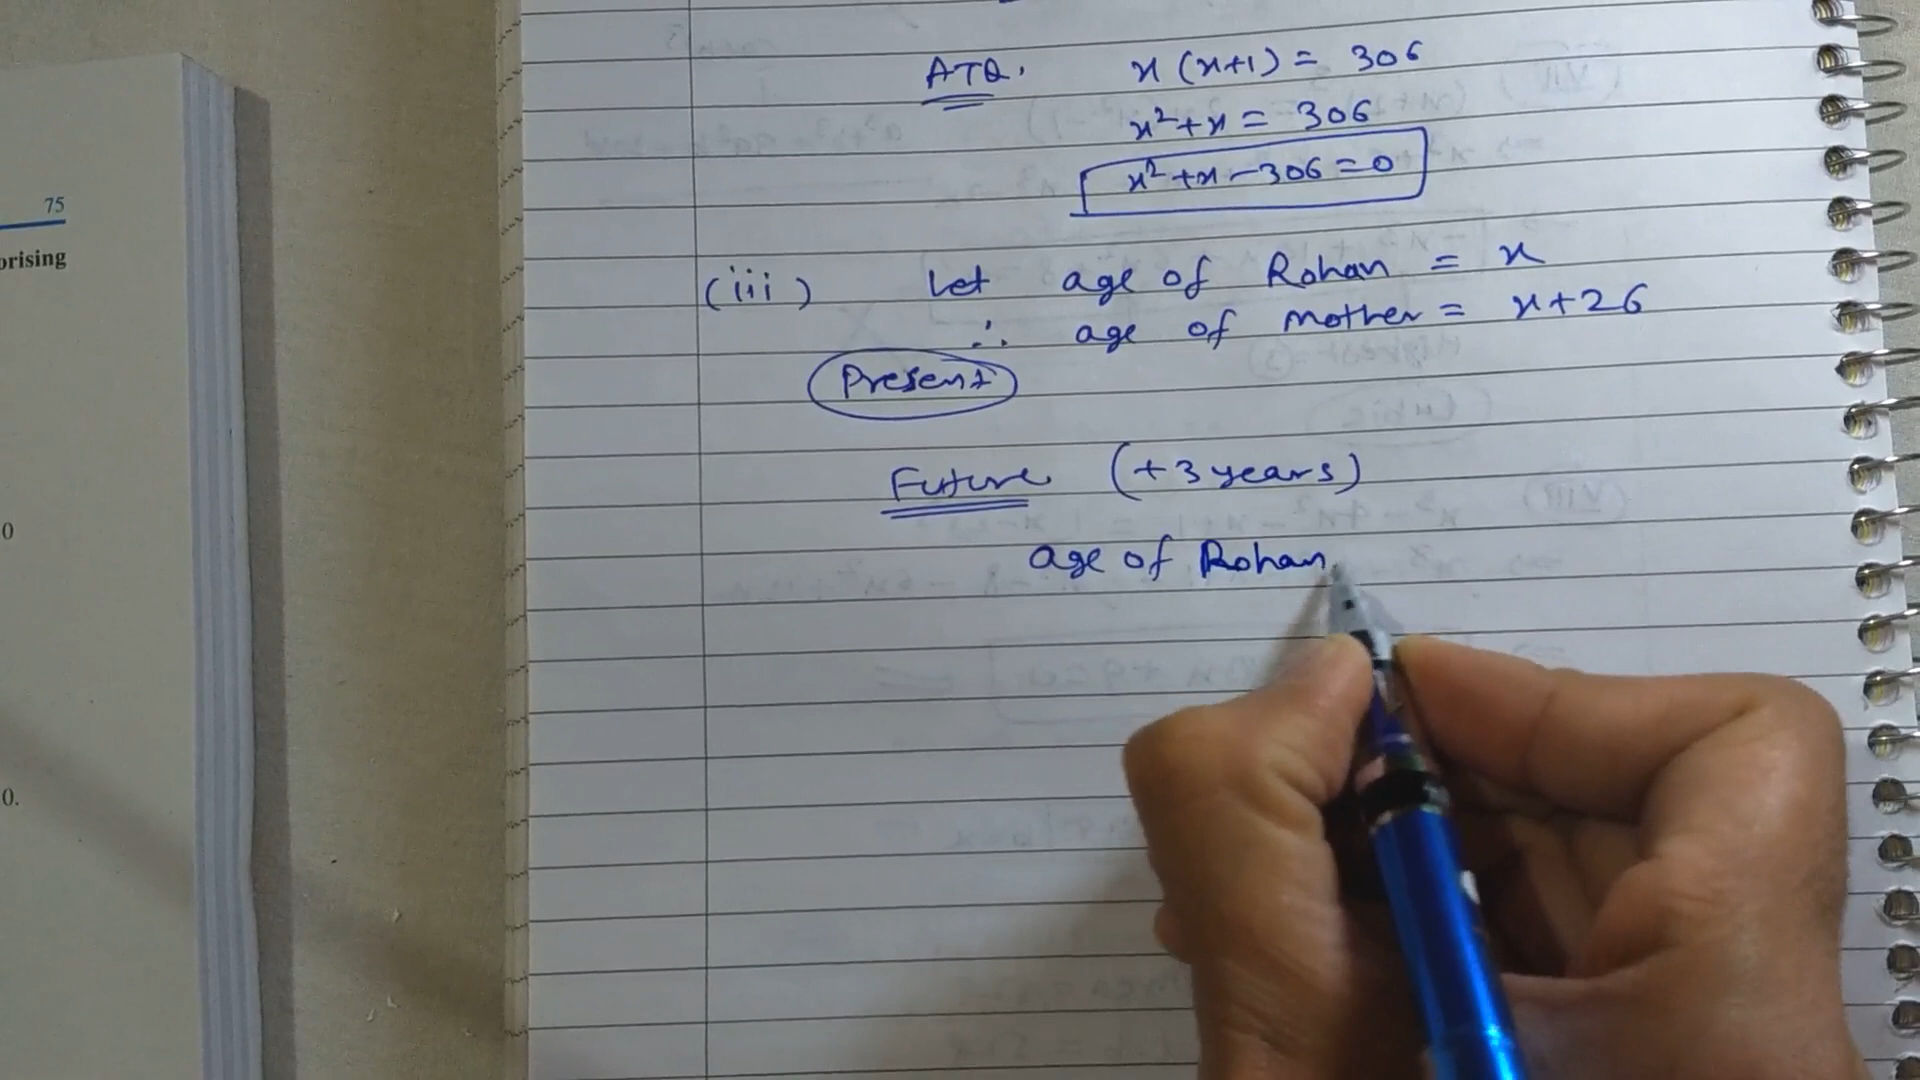 75
prising
0
0.
ATQ. x(x+1) = 306
x²+x = 306
x²+x-306=0
(iii) Let age of Rohan = x
∴ age of mother = x+26
Present
Future (+3 years)
age of Rohan